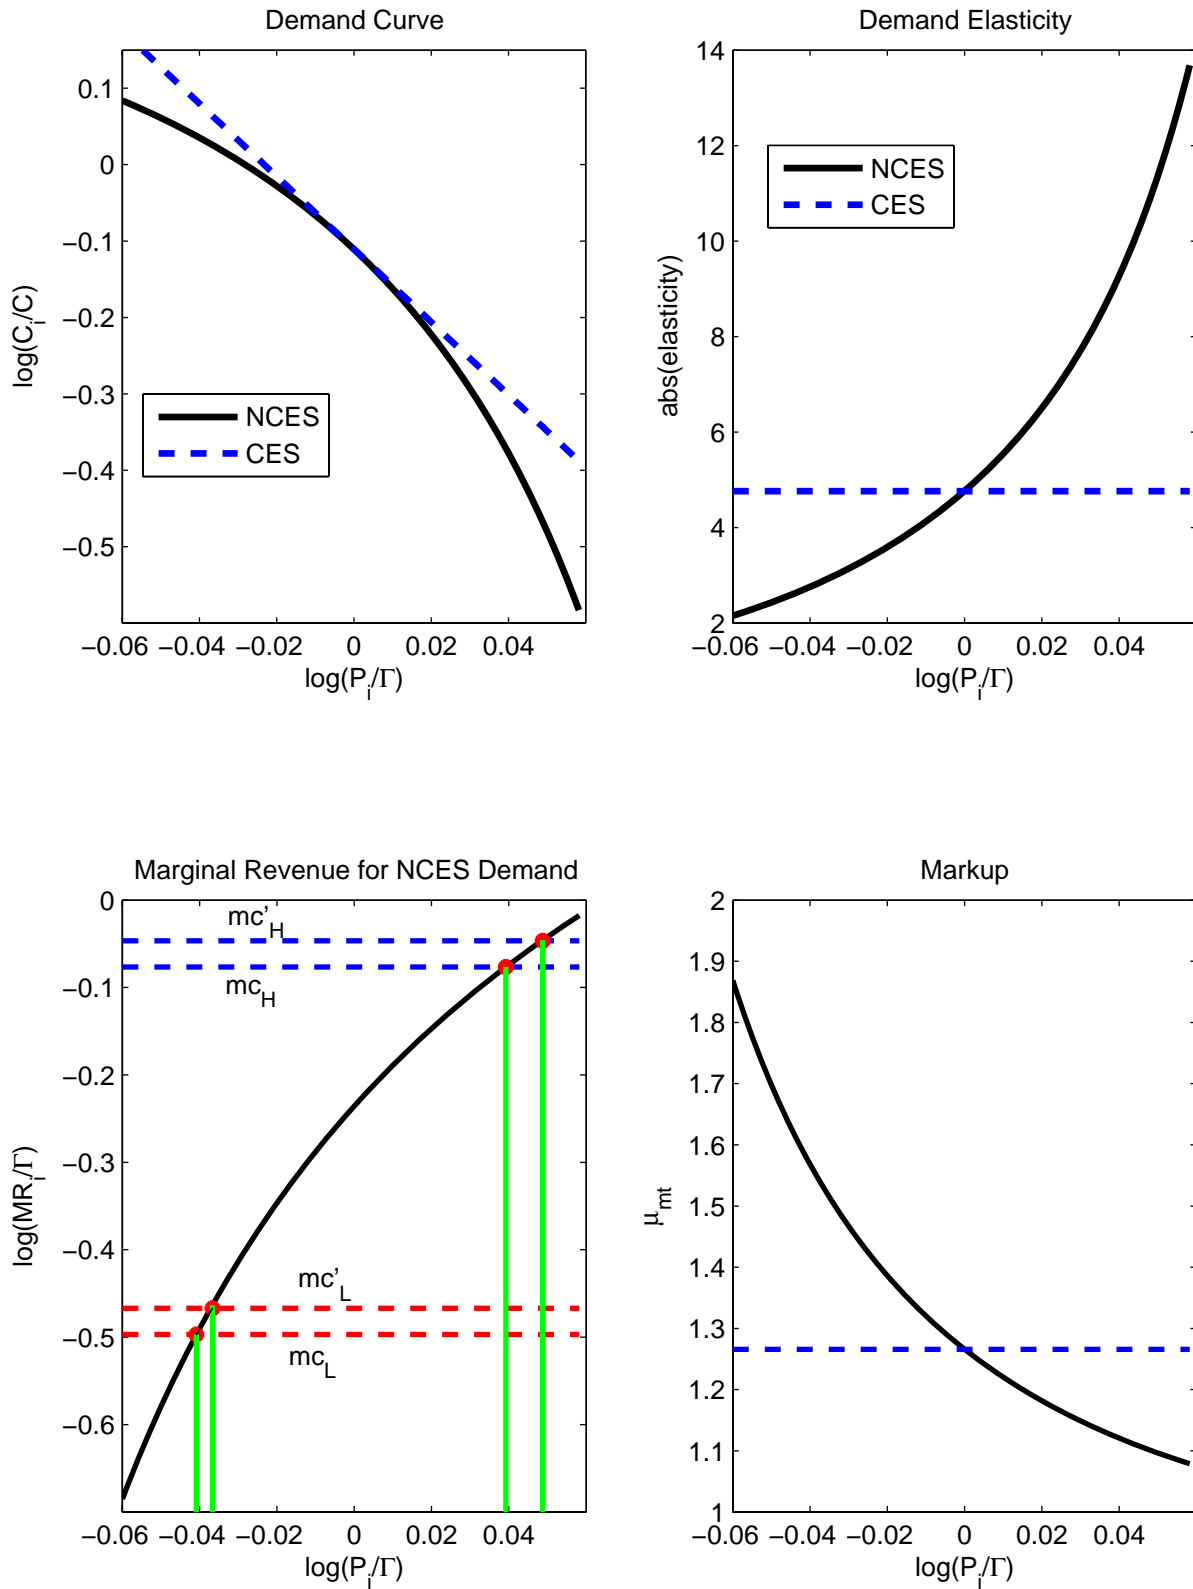 Demand Curve
0.1
0
−0.1
−0.2
−0.3
−0.4
−0.5
log(C_i/C)
NCES
CES
−0.06 −0.04 −0.02 0 0.02 0.04
log(P_i/Γ)
Demand Elasticity
14
12
10
8
6
4
2
abs(elasticity)
NCES
CES
−0.06 −0.04 −0.02 0 0.02 0.04
log(P_i/Γ)
Marginal Revenue for NCES Demand
0
−0.1
−0.2
−0.3
−0.4
−0.5
−0.6
log(MR_i/Γ)
mc'_H
mc_H
mc'_L
mc_L
−0.06 −0.04 −0.02 0 0.02 0.04
log(P_i/Γ)
Markup
2
1.9
1.8
1.7
1.6
1.5
1.4
1.3
1.2
1.1
1
μ_mt
−0.06 −0.04 −0.02 0 0.02 0.04
log(P_i/Γ)